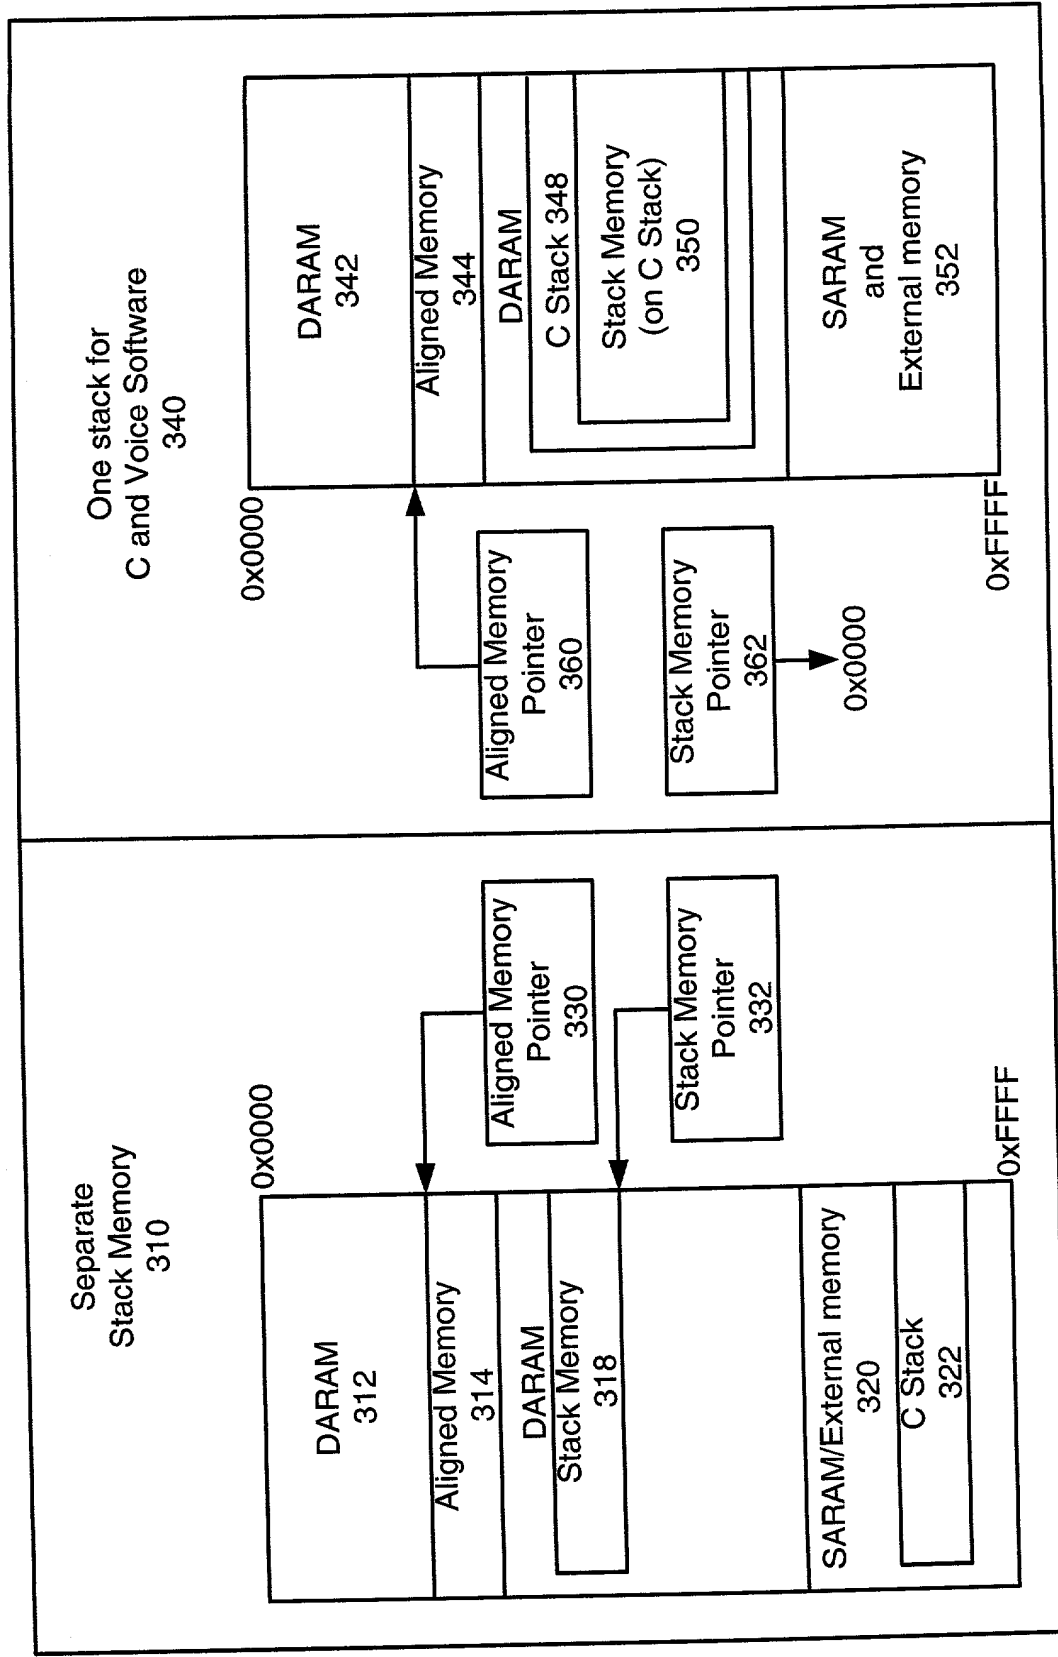 Separate
Stack Memory
310
0x0000
DARAM
312
Aligned Memory
314
DARAM
Stack Memory
318
SARAM/External memory
320
C Stack
322
0xFFFF
Aligned Memory
Pointer
330
Stack Memory
Pointer
332
One stack for
C and Voice Software
340
0x0000
DARAM
342
Aligned Memory
344
DARAM
C Stack 348
Stack Memory
(on C Stack)
350
SARAM
and
External memory
352
0xFFFF
Aligned Memory
Pointer
360
Stack Memory
Pointer
362
0x0000